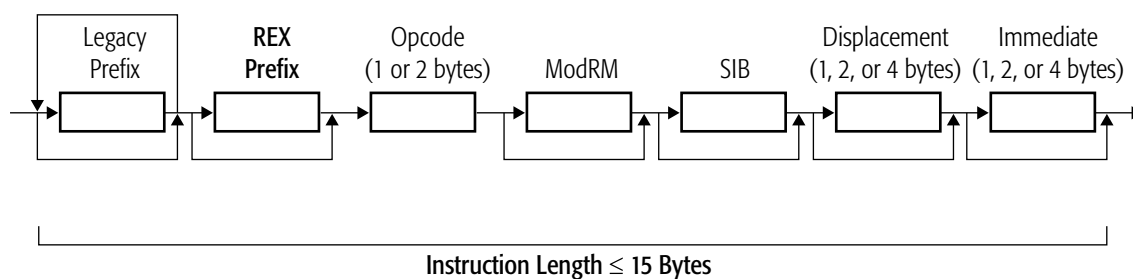 Legacy
Prefix
REX
Prefix
Opcode
(1 or 2 bytes)
ModRM
SIB
Displacement
(1, 2, or 4 bytes)
Immediate
(1, 2, or 4 bytes)
Instruction Length ≤ 15 Bytes